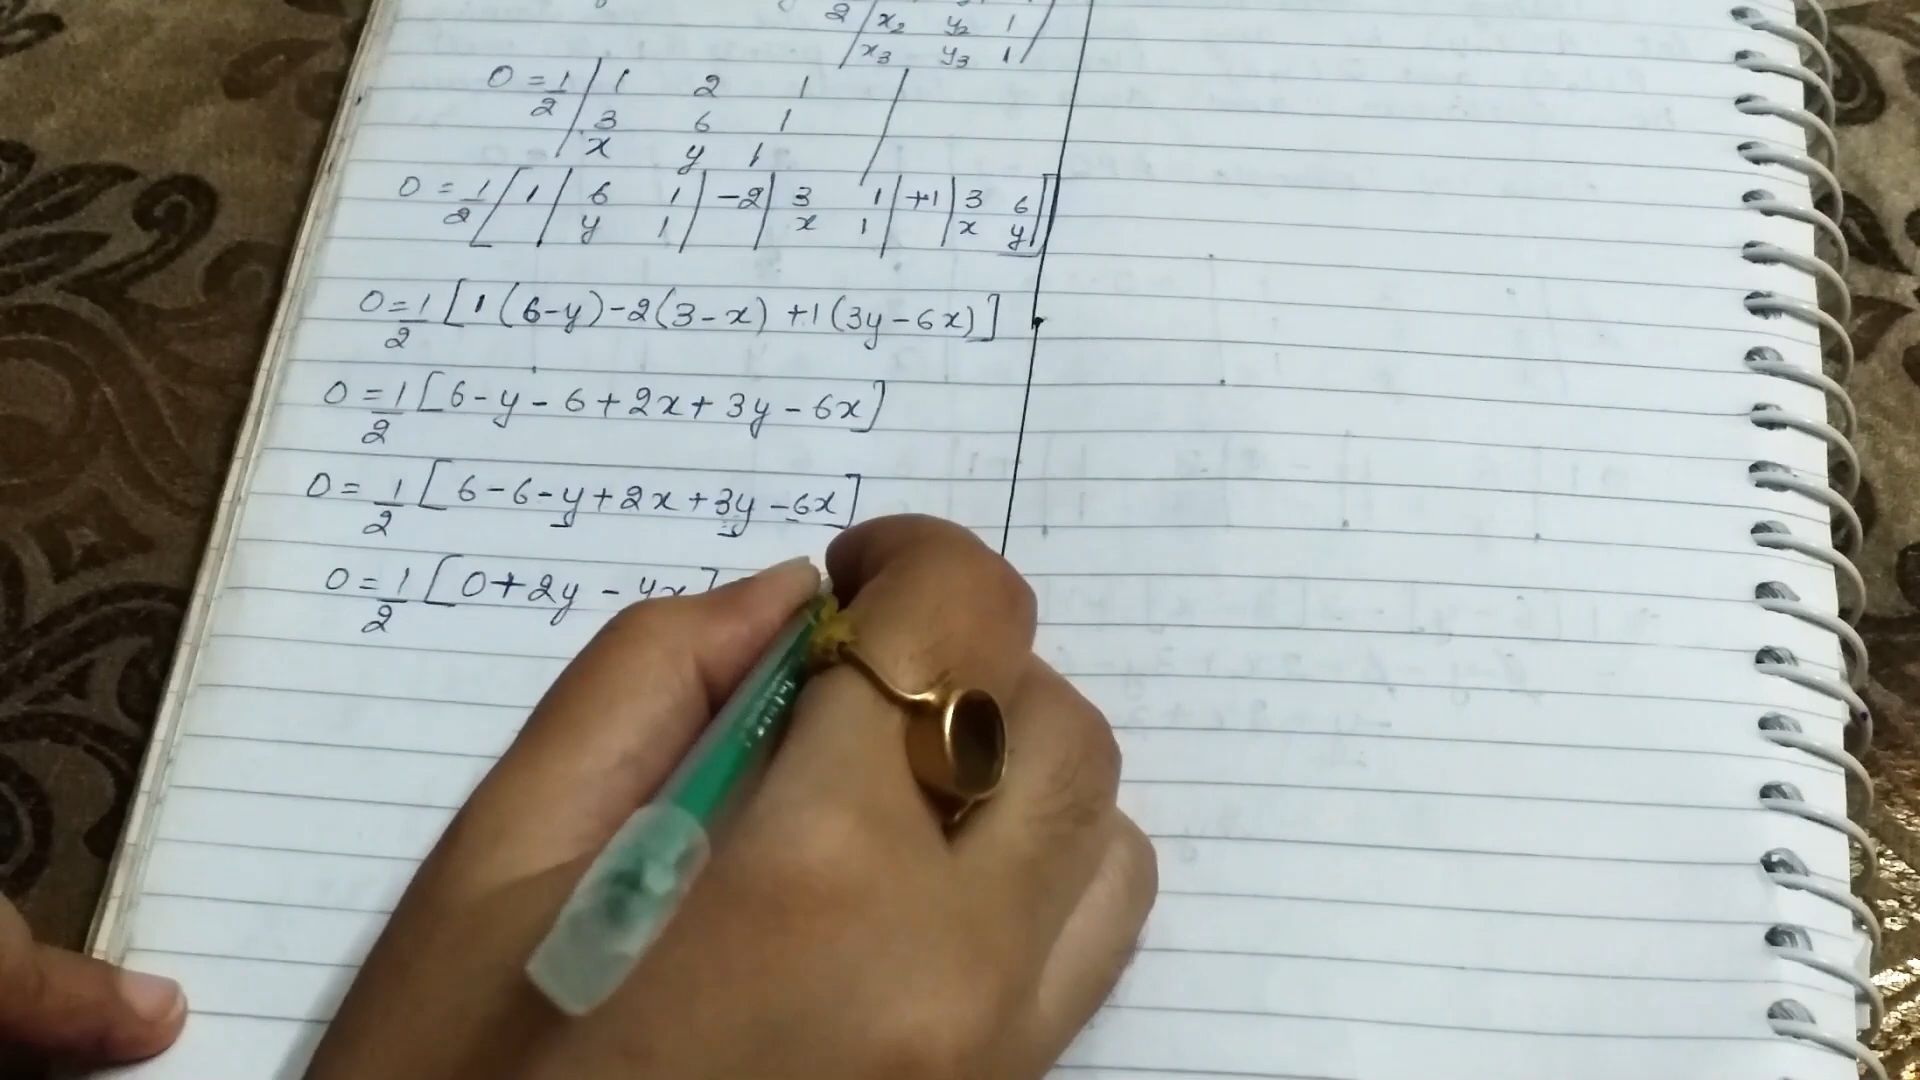 2 | x₂ y₂ 1 |
| x₃ y₃ 1 |
0 = 1/2 | 1 2 1 |
| 3 6 1 |
| x y 1 |
0 = 1/2 [ 1 | 6 1 | -2 | 3 1 | +1 | 3 6 | ]
| y 1 | | x 1 | | x y |
0 = 1/2 [ 1 (6-y) -2(3-x) +1(3y-6x) ]
0 = 1/2 [ 6-y-6+2x+3y-6x ]
0 = 1/2 [ 6-6-y+2x+3y-6x ]
0 = 1/2 [ 0+2y-4x ]